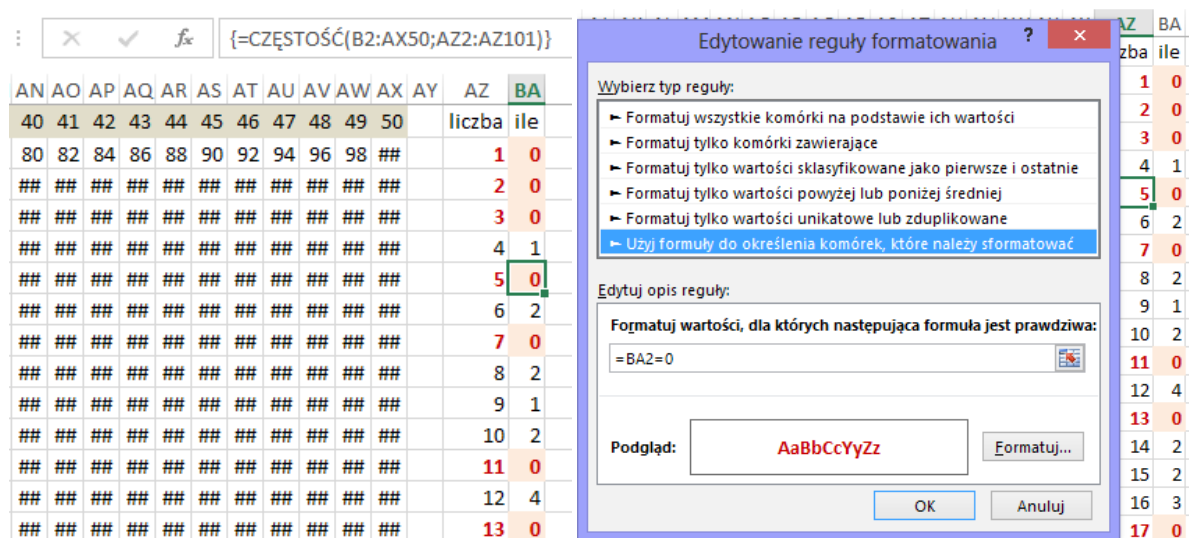 fx {=CZĘSTOŚĆ(B2:AX50;AZ2:AZ101)}
AN AO AP AQ AR AS AT AU AV AW AX AY AZ BA
40 41 42 43 44 45 46 47 48 49 50 liczba ile
80 82 84 86 88 90 92 94 96 98 ## 1 0
## ## ## ## ## ## ## ## ## ## ## 2 0
## ## ## ## ## ## ## ## ## ## ## 3 0
## ## ## ## ## ## ## ## ## ## ## 4 1
## ## ## ## ## ## ## ## ## ## ## 5 0
## ## ## ## ## ## ## ## ## ## ## 6 2
## ## ## ## ## ## ## ## ## ## ## 7 0
## ## ## ## ## ## ## ## ## ## ## 8 2
## ## ## ## ## ## ## ## ## ## ## 9 1
## ## ## ## ## ## ## ## ## ## ## 10 2
## ## ## ## ## ## ## ## ## ## ## 11 0
## ## ## ## ## ## ## ## ## ## ## 12 4
## ## ## ## ## ## ## ## ## ## ## 13 0
Edytowanie reguły formatowania ? ×
Wybierz typ reguły:
► Formatuj wszystkie komórki na podstawie ich wartości
► Formatuj tylko komórki zawierające
► Formatuj tylko wartości sklasyfikowane jako pierwsze i ostatnie
► Formatuj tylko wartości powyżej lub poniżej średniej
► Formatuj tylko wartości unikatowe lub zduplikowane
► Użyj formuły do określenia komórek, które należy sformatować
Edytuj opis reguły:
Formatuj wartości, dla których następująca formuła jest prawdziwa:
=BA2=0
Podgląd: AaBbCcYyZz Formatuj...
OK Anuluj
AZ BA
zba ile
1 0
2 0
3 0
4 1
5 0
6 2
7 0
8 2
9 1
10 2
11 0
12 4
13 0
14 2
15 2
16 3
17 0